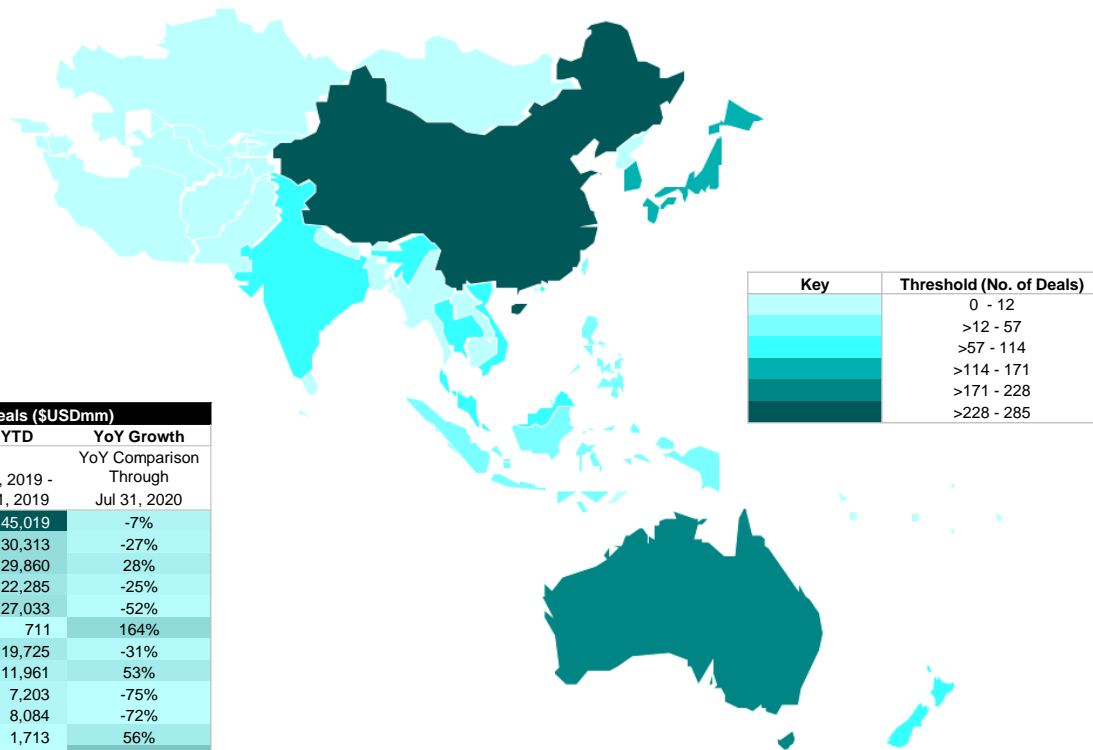 Key Threshold (No. of Deals)
0 - 12
>12 - 57
>57 - 114
>114 - 171
>171 - 228
>228 - 285
($USDmm)
YTD YoY Growth
YoY Comparison
Through
, 2019 -
, 2019 Jul 31, 2020
45,019 -7%
30,313 -27%
29,860 28%
22,285 -25%
27,033 -52%
711 164%
19,725 -31%
11,961 53%
7,203 -75%
8,084 -72%
1,713 56%